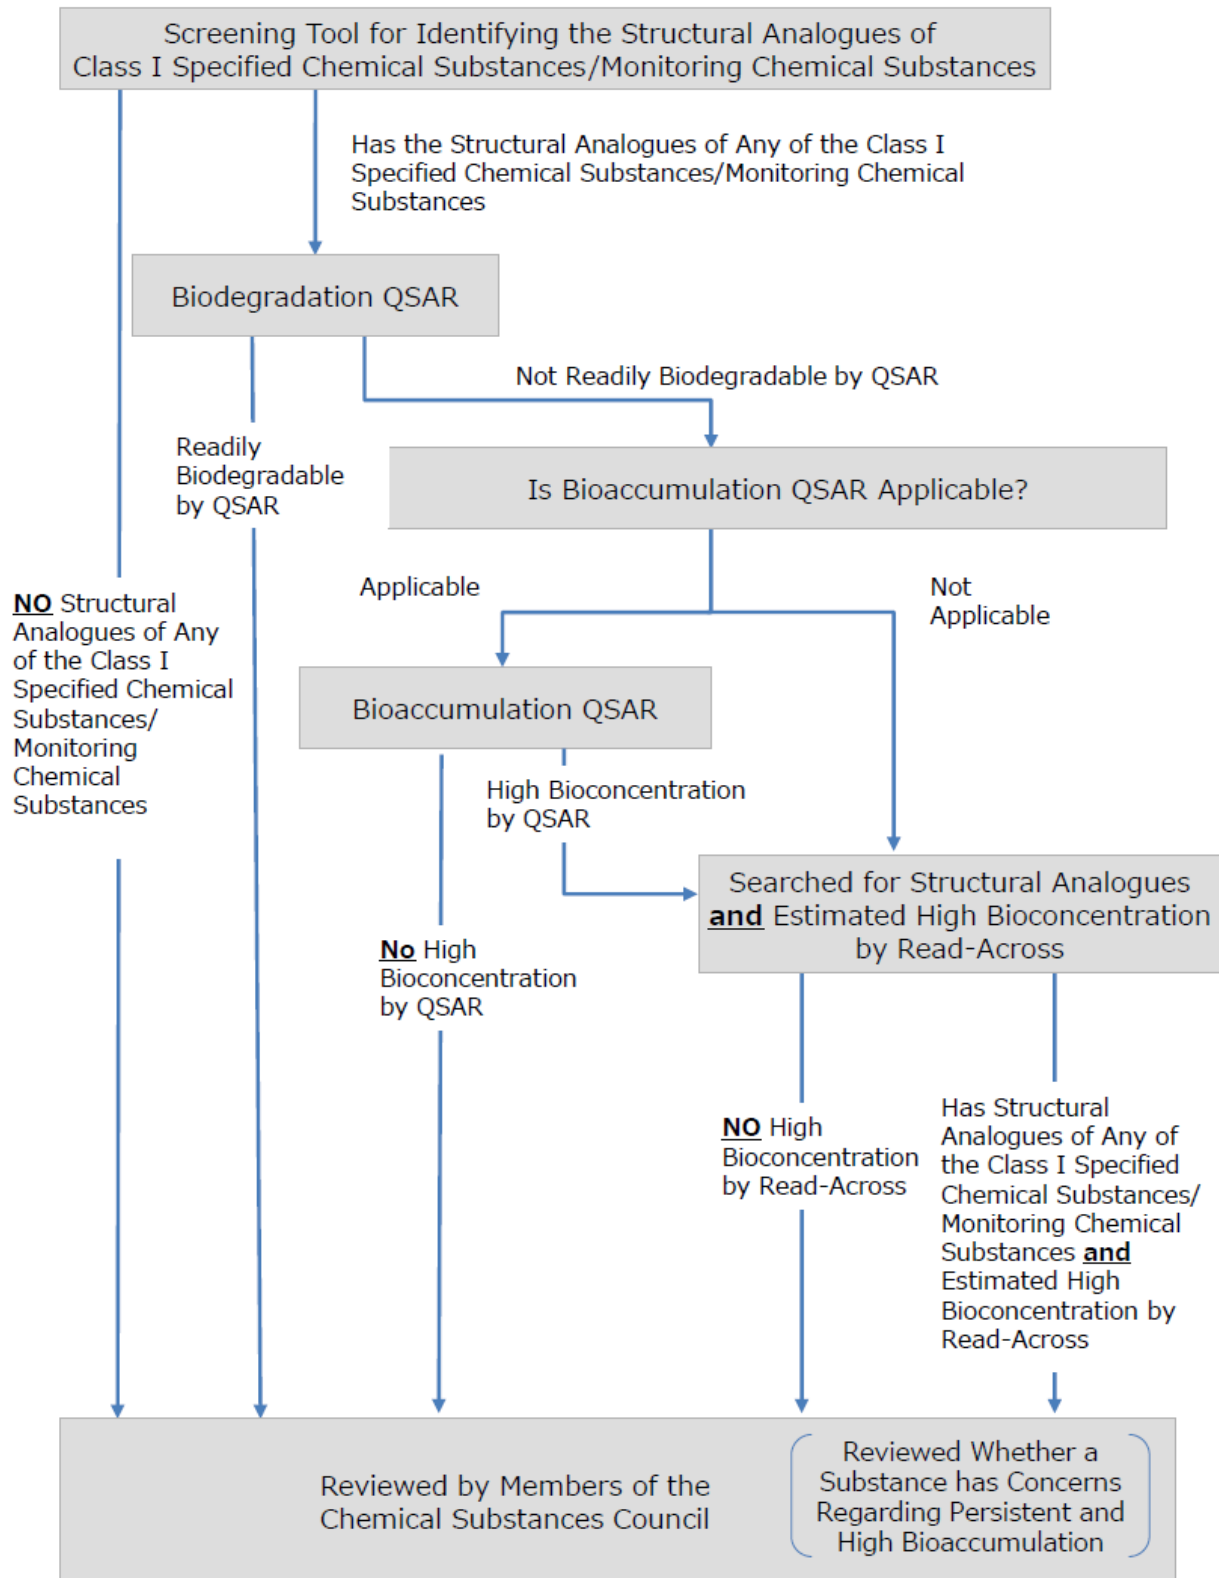 Screening Tool for Identifying the Structural Analogues of
Class I Specified Chemical Substances/Monitoring Chemical Substances
Has the Structural Analogues of Any of the Class I
Specified Chemical Substances/Monitoring Chemical
Substances
Biodegradation QSAR
Not Readily Biodegradable by QSAR
Readily
Biodegradable
by QSAR
Is Bioaccumulation QSAR Applicable?
Applicable
Not
Applicable
NO Structural
Analogues of Any
of the Class I
Specified Chemical
Substances/
Monitoring
Chemical
Substances
Bioaccumulation QSAR
High Bioconcentration
by QSAR
Searched for Structural Analogues
and Estimated High Bioconcentration
by Read-Across
No High
Bioconcentration
by QSAR
NO High
Bioconcentration
by Read-Across
Has Structural
Analogues of Any of
the Class I Specified
Chemical Substances/
Monitoring Chemical
Substances and
Estimated High
Bioconcentration by
Read-Across
Reviewed by Members of the
Chemical Substances Council
Reviewed Whether a
Substance has Concerns
Regarding Persistent and
High Bioaccumulation